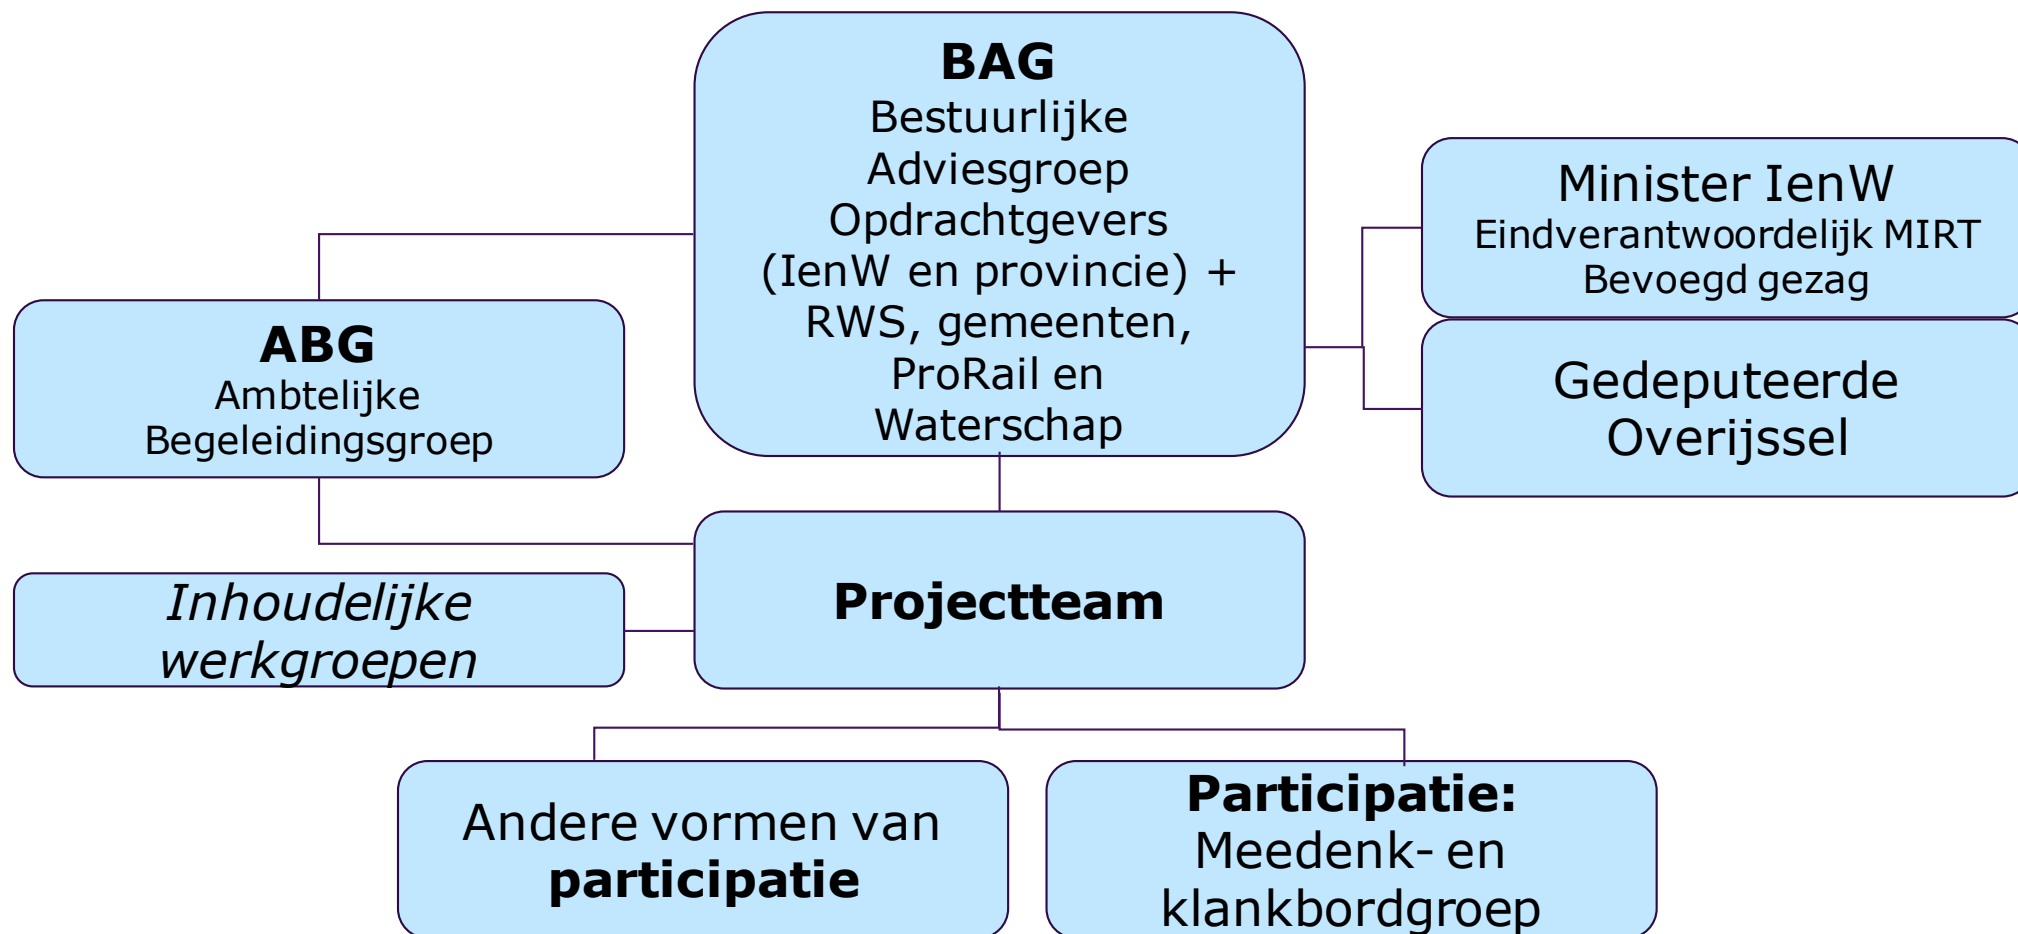 BAG
Bestuurlijke
Adviesgroep
Opdrachtgevers
(IenW en provincie) +
RWS, gemeenten,
ProRail en
Waterschap
Minister IenW
Eindverantwoordelijk MIRT
Bevoegd gezag
Gedeputeerde
Overijssel
ABG
Ambtelijke
Begeleidingsgroep
Projectteam
Inhoudelijke
werkgroepen
Andere vormen van
participatie
Participatie:
Meedenk- en
klankbordgroep